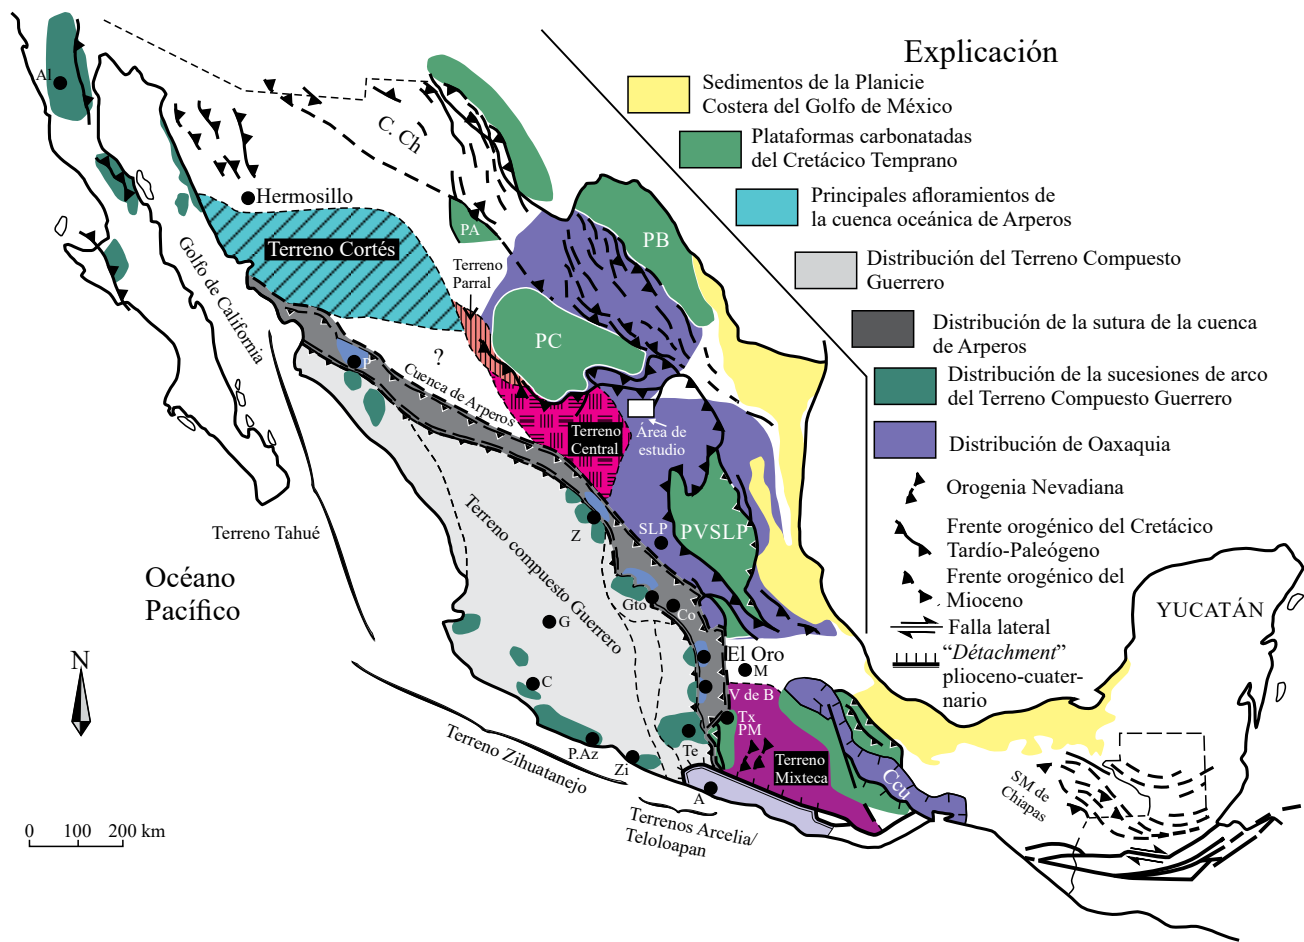 Explicación
Sedimentos de la Planicie
Costera del Golfo de México
Plataformas carbonatadas
del Cretácico Temprano
Principales afloramientos de
la cuenca oceánica de Arperos
Distribución del Terreno Compuesto
Guerrero
Distribución de la sutura de la cuenca
de Arperos
Distribución de la sucesiones de arco
del Terreno Compuesto Guerrero
Distribución de Oaxaquia
Orogenia Nevadiana
Frente orogénico del Cretácico
Tardío-Paleógeno
Frente orogénico del
Mioceno
Falla lateral
“Détachment”
plioceno-cuater-
nario
Al
C. Ch
Hermosillo
Terreno Cortés
PA
PB
Terreno
Parral
Golfo de California
PC
?
P
Cuenca de Arperos
Terreno
Central
Área de
estudio
Terreno Tahué
Z
SLP
PVSLP
Océano
Pacífico
Terreno compuesto Guerrero
Gto
Co
G
YUCATÁN
El Oro
M
N
C
V de B
Tx
PM
P.Az
Te
Zi
Terreno
Mixteca
Ccu
SM de
Chiapas
A
Terreno Zihuatanejo
Terrenos Arcelia/
Teloloapan
0 100 200 km